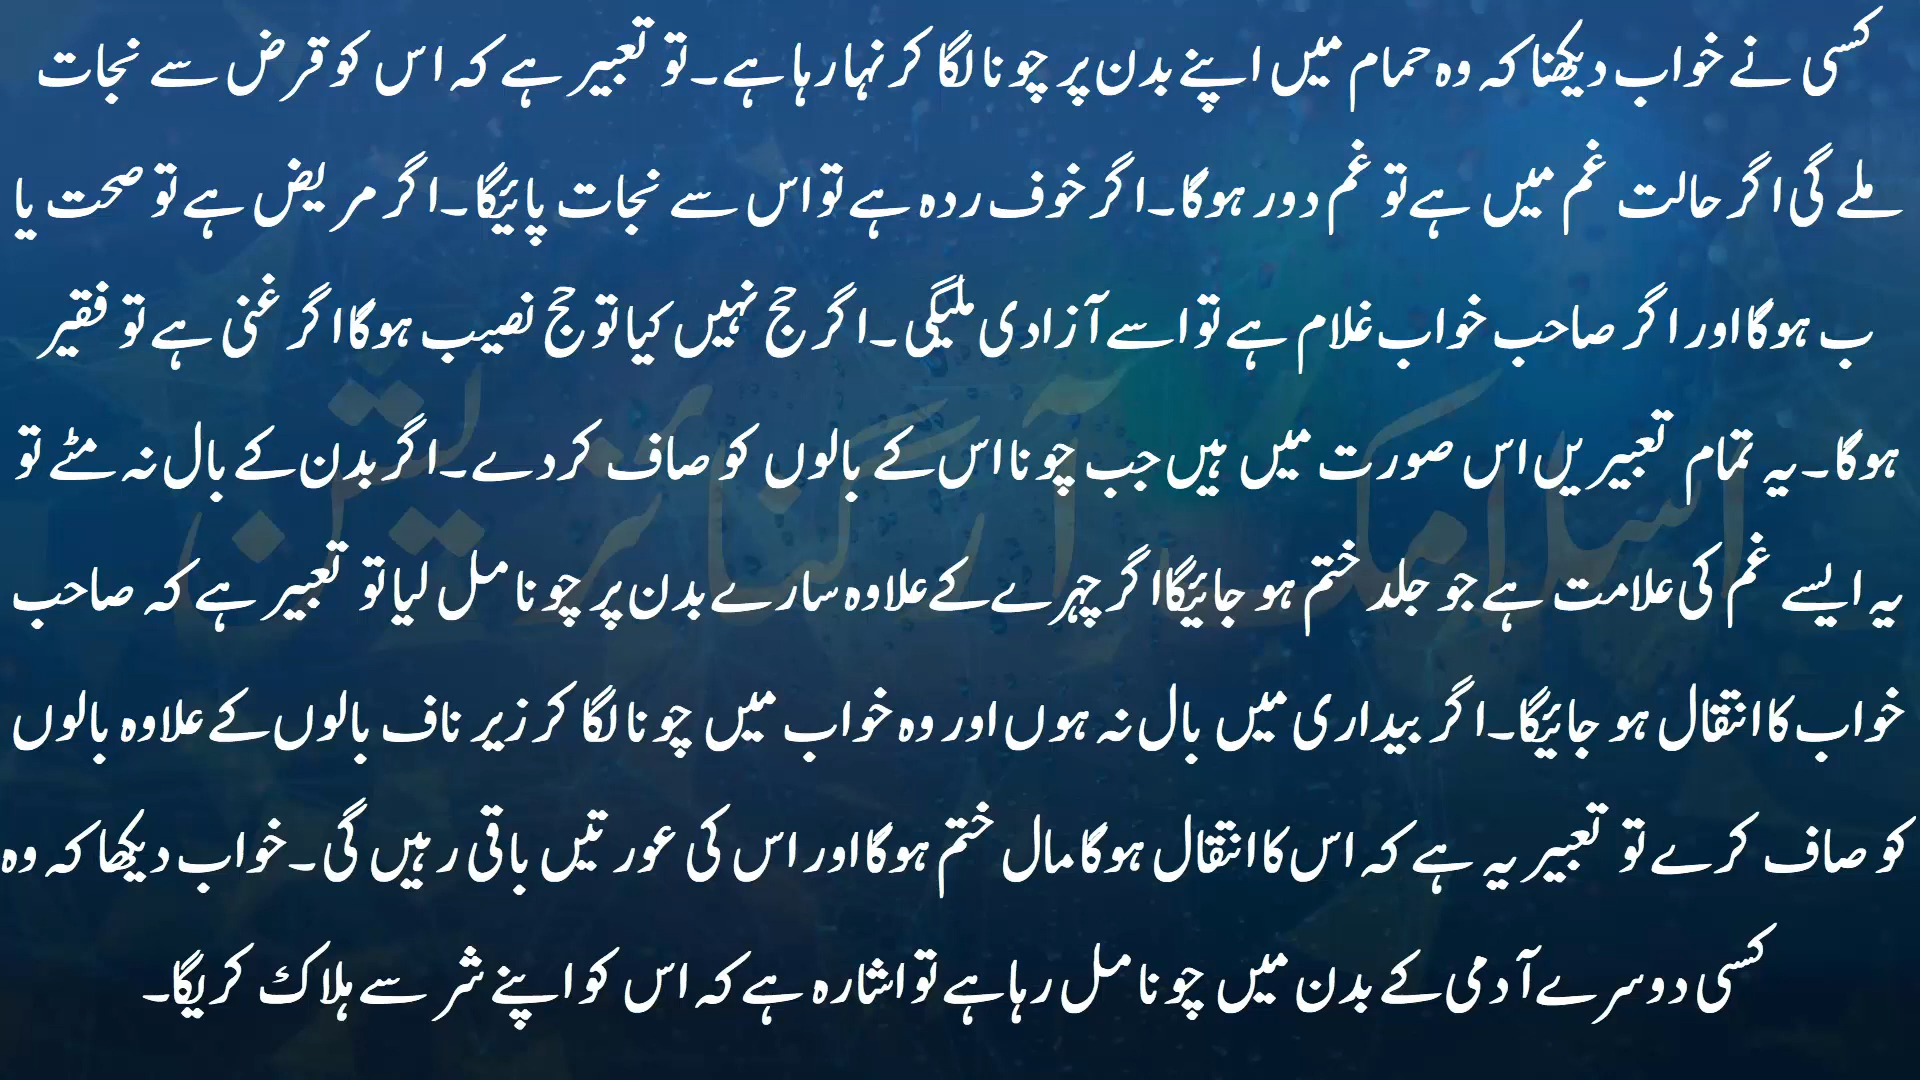 کسی نے خواب دیکھنا کہ وہ حمام میں اپنے بدن پر چونا لگا کر نہا رہا ہے۔ تو تعبیر ہے کہ اس کو قرض سے نجات
ملے گی اگر حالت غم میں ہے تو غم دور ہوگا۔ اگر خوف ردہ ہے تو اس سے نجات پائیگا۔ اگر مریض ہے تو صحت یا
ب ہوگا اور اگر صاحب خواب غلام ہے تو اسے آزادی ملیگی۔ اگر حج نہیں کیا تو حج نصیب ہوگا اگر غنی ہے تو فقیر
ہوگا۔ یہ تمام تعبیریں اس صورت میں ہیں جب چونا اس کے بالوں کو صاف کردے۔ اگر بدن کے بال نہ مٹے تو
یہ ایسے غم کی علامت ہے جو جلد ختم ہو جائیگا اگر چہرے کے علاوہ سارے بدن پر چونا مل لیا تو تعبیر ہے کہ صاحب
خواب کا انتقال ہو جائیگا۔ اگر بیداری میں بال نہ ہوں اور وہ خواب میں چونا لگا کر زیر ناف بالوں کے علاوہ بالوں
کو صاف کرے تو تعبیر یہ ہے کہ اس کا انتقال ہوگا مال ختم ہوگا اور اس کی عورتیں باقی رہیں گی۔ خواب دیکھا کہ وہ
کسی دوسرے آدمی کے بدن میں چونا مل رہا ہے تو اشارہ ہے کہ اس کو اپنے شر سے ہلاک کریگا۔
اسلامک آرگنائزیشن